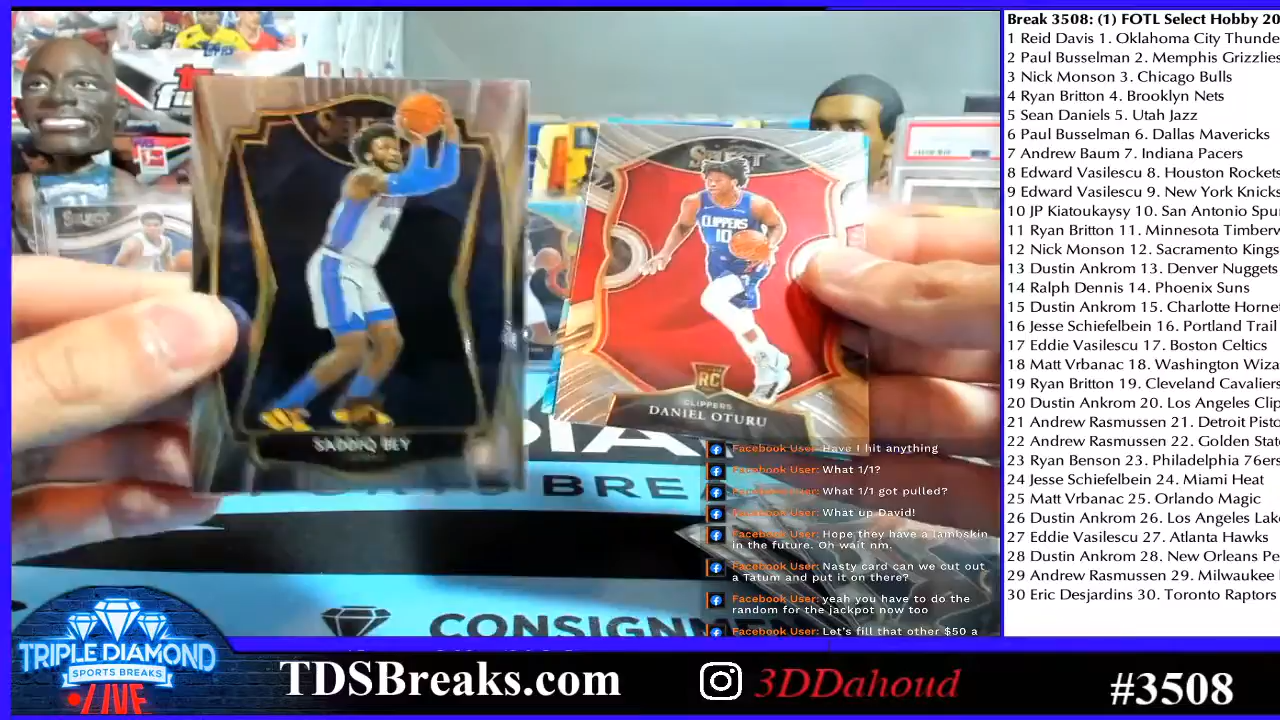 Break 3508: (1) FOTL Select Hobby 20
1 Reid Davis 1. Oklahoma City Thunde
2 Paul Busselman 2. Memphis Grizzlies
3 Nick Monson 3. Chicago Bulls
4 Ryan Britton 4. Brooklyn Nets
5 Sean Daniels 5. Utah Jazz
6 Paul Busselman 6. Dallas Mavericks
7 Andrew Baum 7. Indiana Pacers
8 Edward Vasilescu 8. Houston Rockets
9 Edward Vasilescu 9. New York Knicks
10 JP Kiatoukaysy 10. San Antonio Spu
11 Ryan Britton 11. Minnesota Timberv
12 Nick Monson 12. Sacramento Kings
13 Dustin Ankrom 13. Denver Nuggets
14 Ralph Dennis 14. Phoenix Suns
15 Dustin Ankrom 15. Charlotte Horne
16 Jesse Schiefelbein 16. Portland Trail
17 Eddie Vasilescu 17. Boston Celtics
18 Matt Vrbanac 18. Washington Wiza
19 Ryan Britton 19. Cleveland Cavaliers
20 Dustin Ankrom 20. Los Angeles Clip
21 Andrew Rasmussen 21. Detroit Pisto
22 Andrew Rasmussen 22. Golden Stat
23 Ryan Benson 23. Philadelphia 76ers
24 Jesse Schiefelbein 24. Miami Heat
25 Matt Vrbanac 25. Orlando Magic
26 Dustin Ankrom 26. Los Angeles Lak
27 Eddie Vasilescu 27. Atlanta Hawks
28 Dustin Ankrom 28. New Orleans Pe
29 Andrew Rasmussen 29. Milwaukee
30 Eric Desjardins 30. Toronto Raptors
SELECT
SADDIQ BEY
SELECT
CLIPPERS
10
RC
CLIPPERS
DANIEL OTURU
SELECT
SPORTS BRE
CONSIGNM
Facebook User: Have I hit anything
Facebook User: What 1/1?
Facebook User: What 1/1 got pulled?
Facebook User: What up David!
Facebook User: Hope they have a lambskin
in the future. Oh wait nm.
Facebook User: Nasty card can we cut out
a Tatum and put it on there?
Facebook User: yeah you have to do the
random for the jackpot now too
Facebook User: Let's fill that other $50 a
TRIPLE DIAMOND
SPORTS BREAKS
LIVE
TDSBreaks.com
3DDahoud
#3508